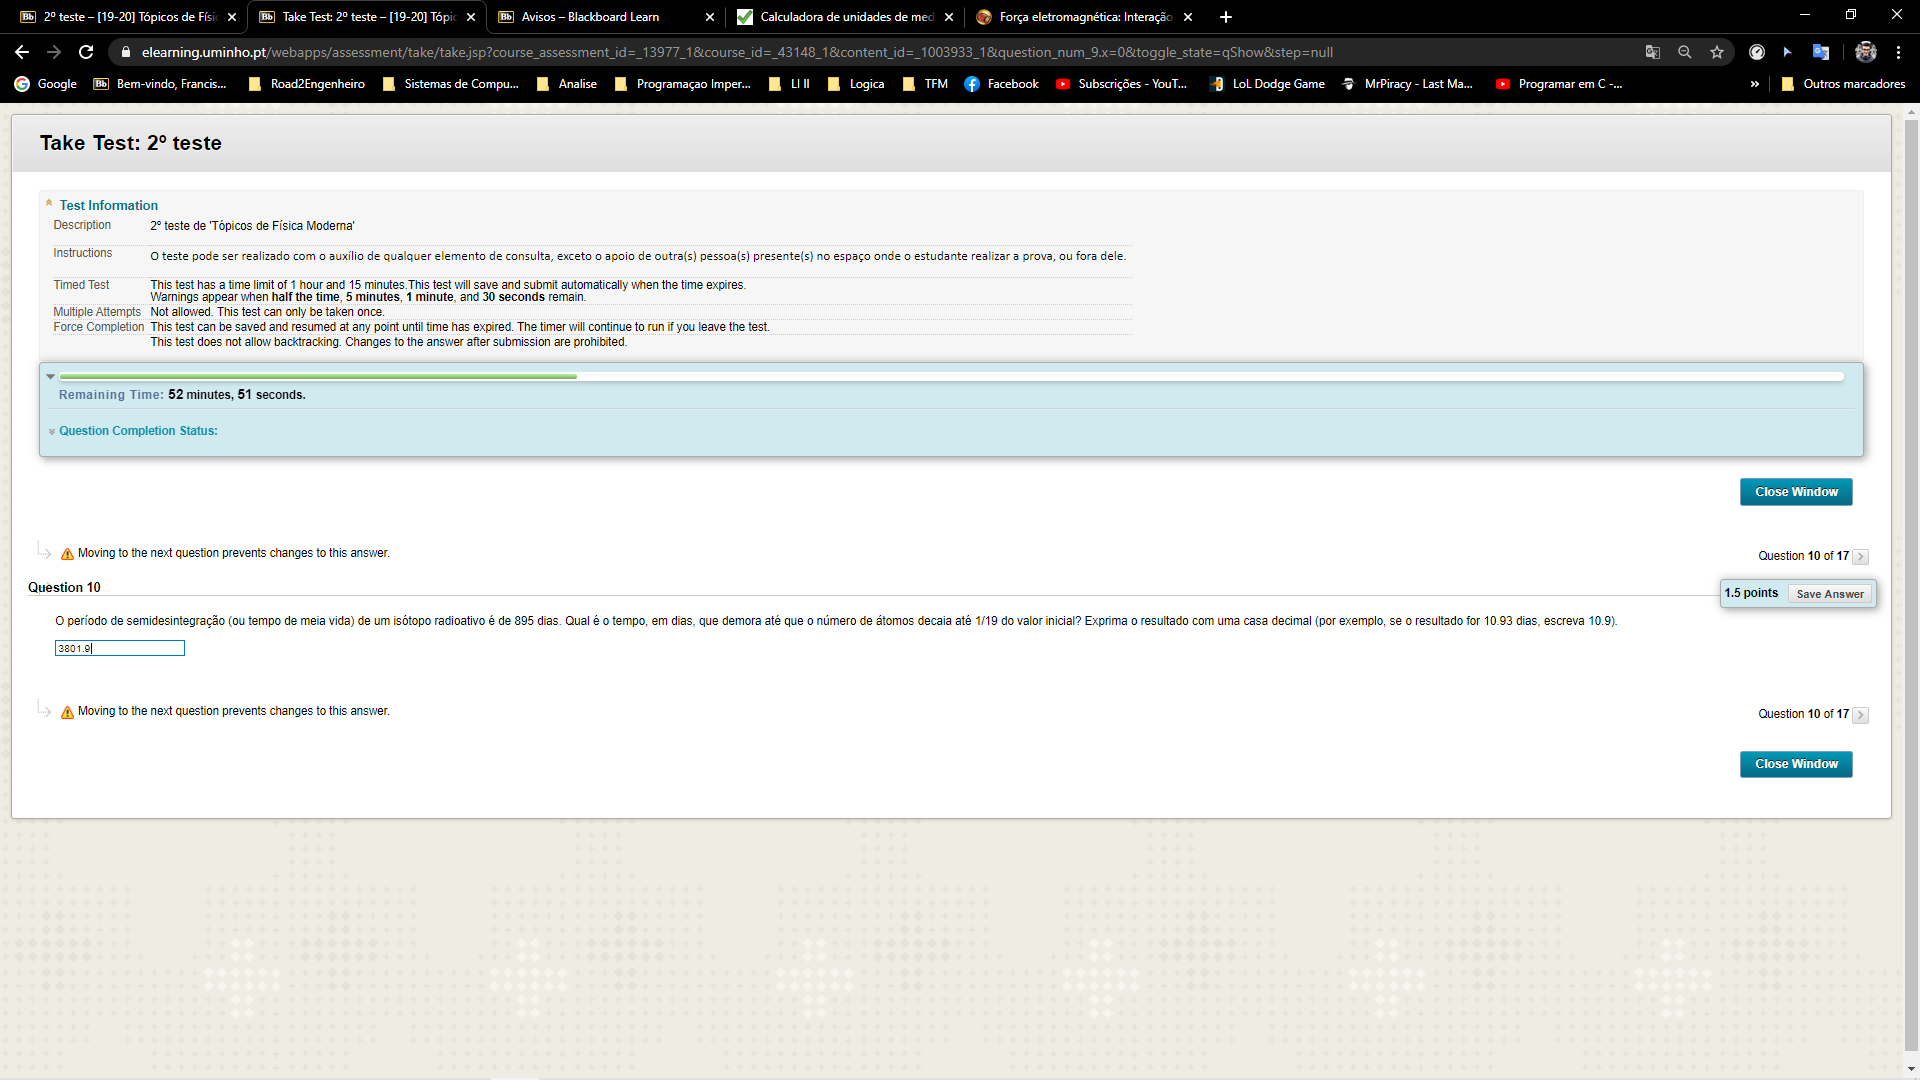 2º teste – [19-20] Tópicos de Físi
Take Test: 2º teste – [19-20] Tópic
Avisos – Blackboard Learn
Calculadora de unidades de med
Força eletromagnética: Interação
elearning.uminho.pt/webapps/assessment/take/take.jsp?course_assessment_id=_13977_1&course_id=_43148_1&content_id=_1003933_1&question_num_9.x=0&toggle_state=qShow&step=null
Google
Bb Bem-vindo, Francis...
Road2Engenheiro
Sistemas de Compu...
Analise
Programaçao Imper...
LI II
Logica
TFM
Facebook
Subscrições - YouT...
LoL Dodge Game
MrPiracy - Last Ma...
Programar em C -...
»
Outros marcadores
Take Test: 2º teste
Test Information
Description 2º teste de 'Tópicos de Física Moderna'
Instructions O teste pode ser realizado com o auxílio de qualquer elemento de consulta, exceto o apoio de outra(s) pessoa(s) presente(s) no espaço onde o estudante realizar a prova, ou fora dele.
Timed Test This test has a time limit of 1 hour and 15 minutes.This test will save and submit automatically when the time expires.
Warnings appear when half the time, 5 minutes, 1 minute, and 30 seconds remain.
Multiple Attempts Not allowed. This test can only be taken once.
Force Completion This test can be saved and resumed at any point until time has expired. The timer will continue to run if you leave the test.
This test does not allow backtracking. Changes to the answer after submission are prohibited.
Remaining Time: 52 minutes, 51 seconds.
Question Completion Status:
Close Window
Moving to the next question prevents changes to this answer.
Question 10 of 17
Question 10
1.5 points Save Answer
O período de semidesintegração (ou tempo de meia vida) de um isótopo radioativo é de 895 dias. Qual é o tempo, em dias, que demora até que o número de átomos decaia até 1/19 do valor inicial? Exprima o resultado com uma casa decimal (por exemplo, se o resultado for 10.93 dias, escreva 10.9).
3801.9
Moving to the next question prevents changes to this answer.
Question 10 of 17
Close Window